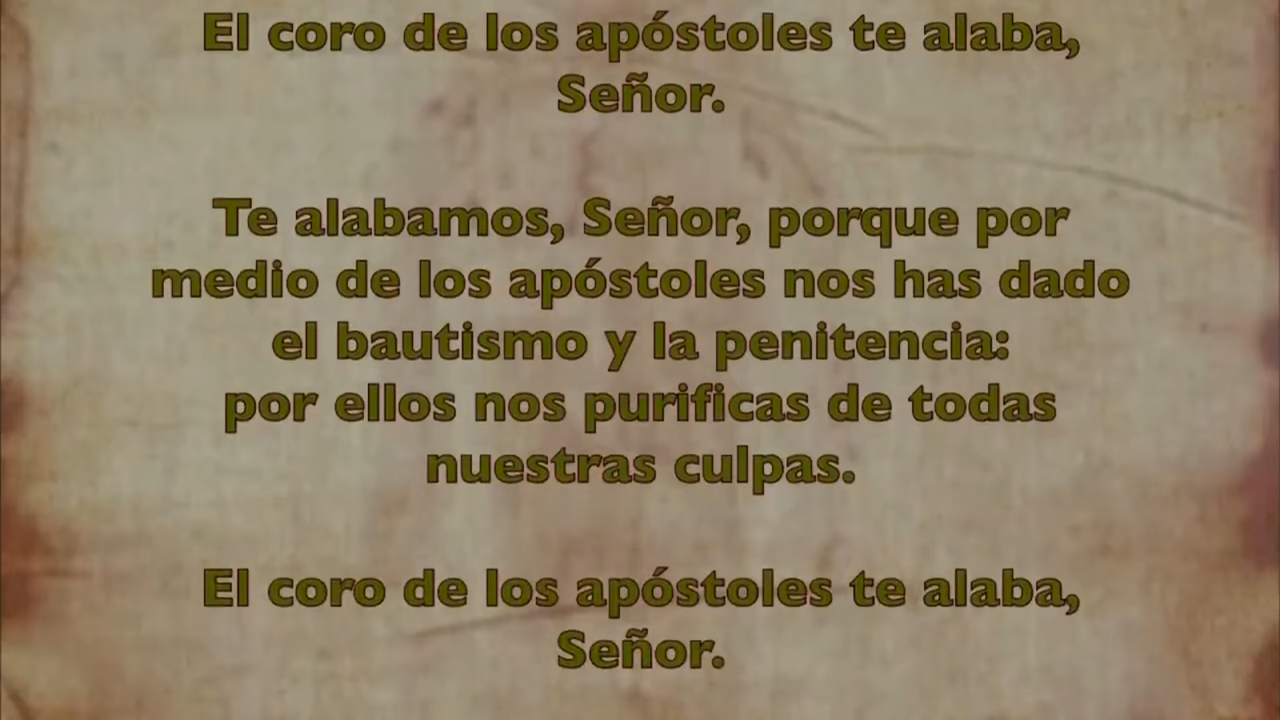 El coro de los apóstoles te alaba,
Señor.
Te alabamos, Señor, porque por
medio de los apóstoles nos has dado
el bautismo y la penitencia:
por ellos nos purificas de todas
nuestras culpas.
El coro de los apóstoles te alaba,
Señor.